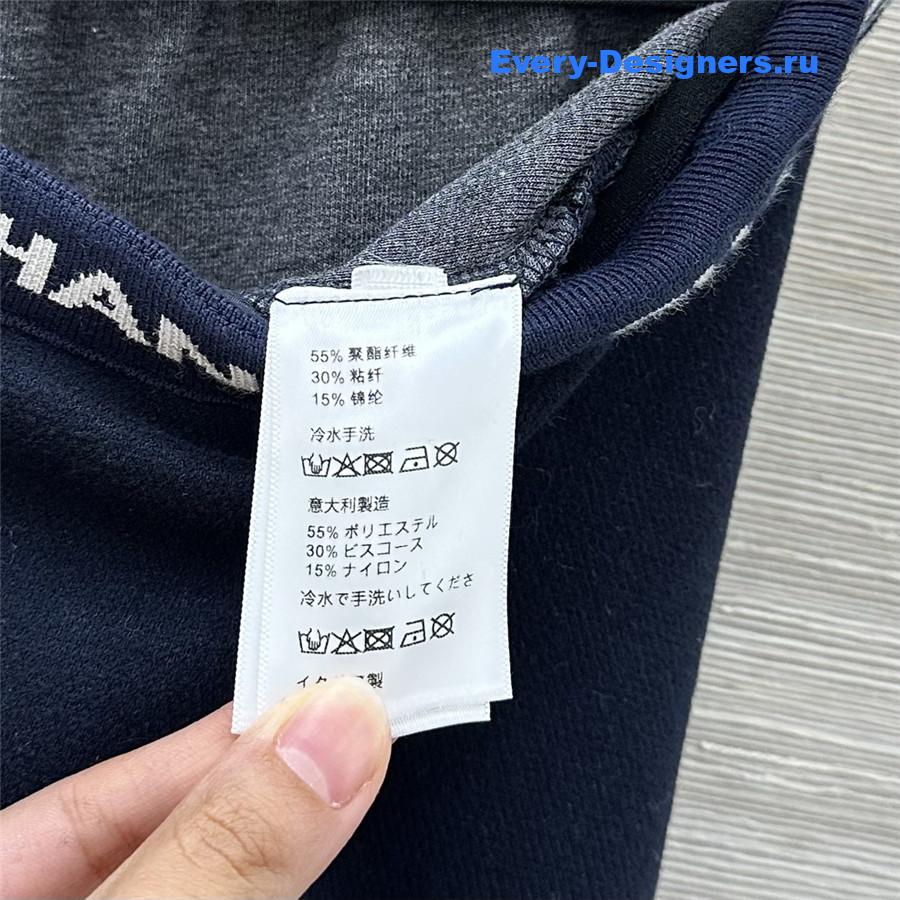 Every-Designers.ru
HAN
55% 聚酯纤维
30% 粘纤
15% 锦纶
冷水手洗
意大利製造
55% ポリエステル
30% ビスコース
15% ナイロン
冷水で手洗いしてくださ
製